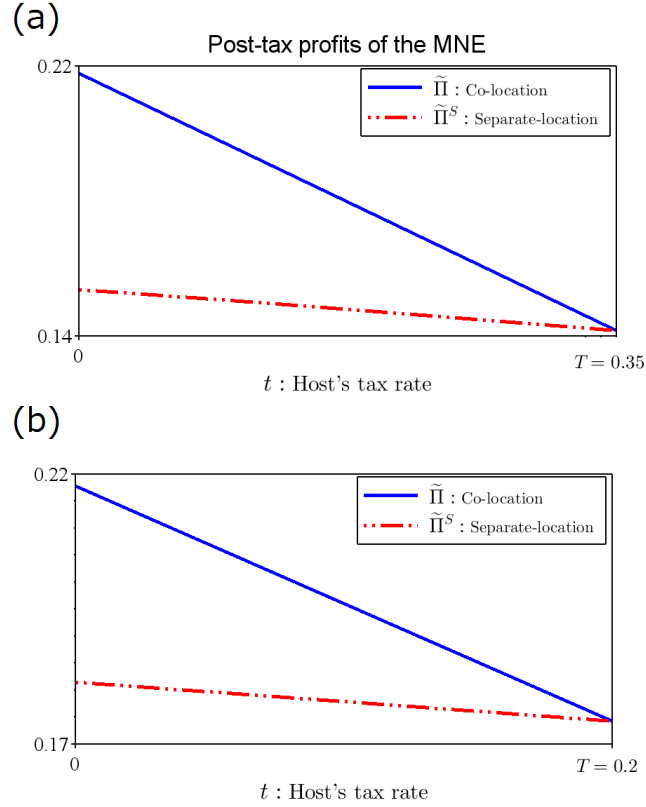 (a)
Post-tax profits of the MNE
0.22
Π̃ : Co-location
Π̃^S : Separate-location
0.14
0
T = 0.35
t : Host's tax rate
(b)
0.22
Π̃ : Co-location
Π̃^S : Separate-location
0.17
0
T = 0.2
t : Host's tax rate